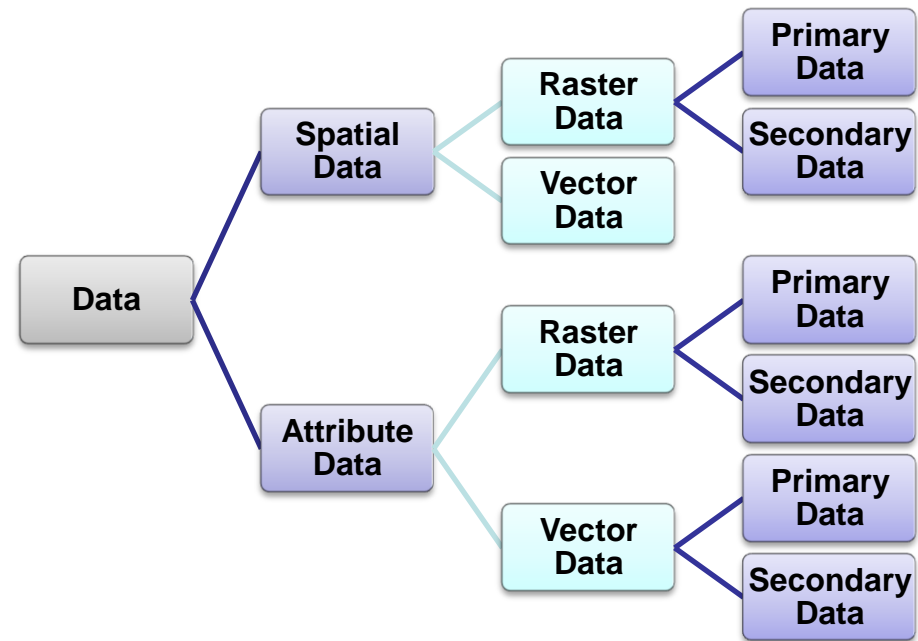 Data
Spatial
Data
Raster
Data
Primary
Data
Secondary
Data
Vector
Data
Attribute
Data
Raster
Data
Primary
Data
Secondary
Data
Vector
Data
Primary
Data
Secondary
Data